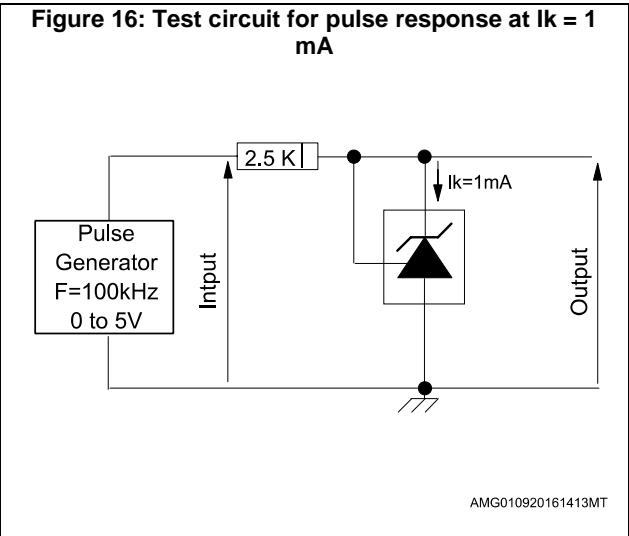 Figure 16: Test circuit for pulse response at Ik = 1
mA
2.5 K
Ik=1mA
Pulse
Generator
F=100kHz
0 to 5V
Intput
Output
AMG010920161413MT